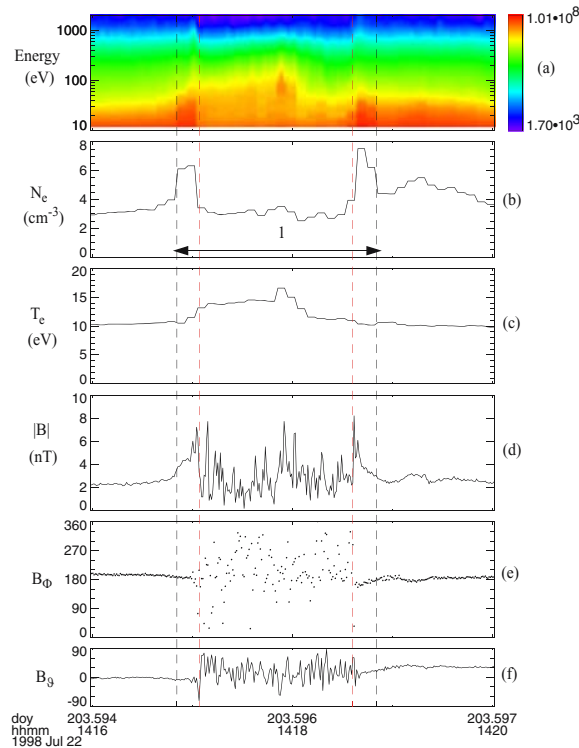 1000
Energy
(eV)
100
10
1.01•10⁸
(a)
1.70•10³
8
6
Nₑ
(cm⁻³)
4
2
0
(b)
1
20
15
Tₑ
(eV)
10
5
0
(c)
10
8
|B|
6
(nT)
4
2
0
(d)
360
270
B_Φ
180
90
0
(e)
90
B_ϑ
0
-90
(f)
doy 203.594 203.596 203.597
hhmm 1416 1418 1420
1998 Jul 22